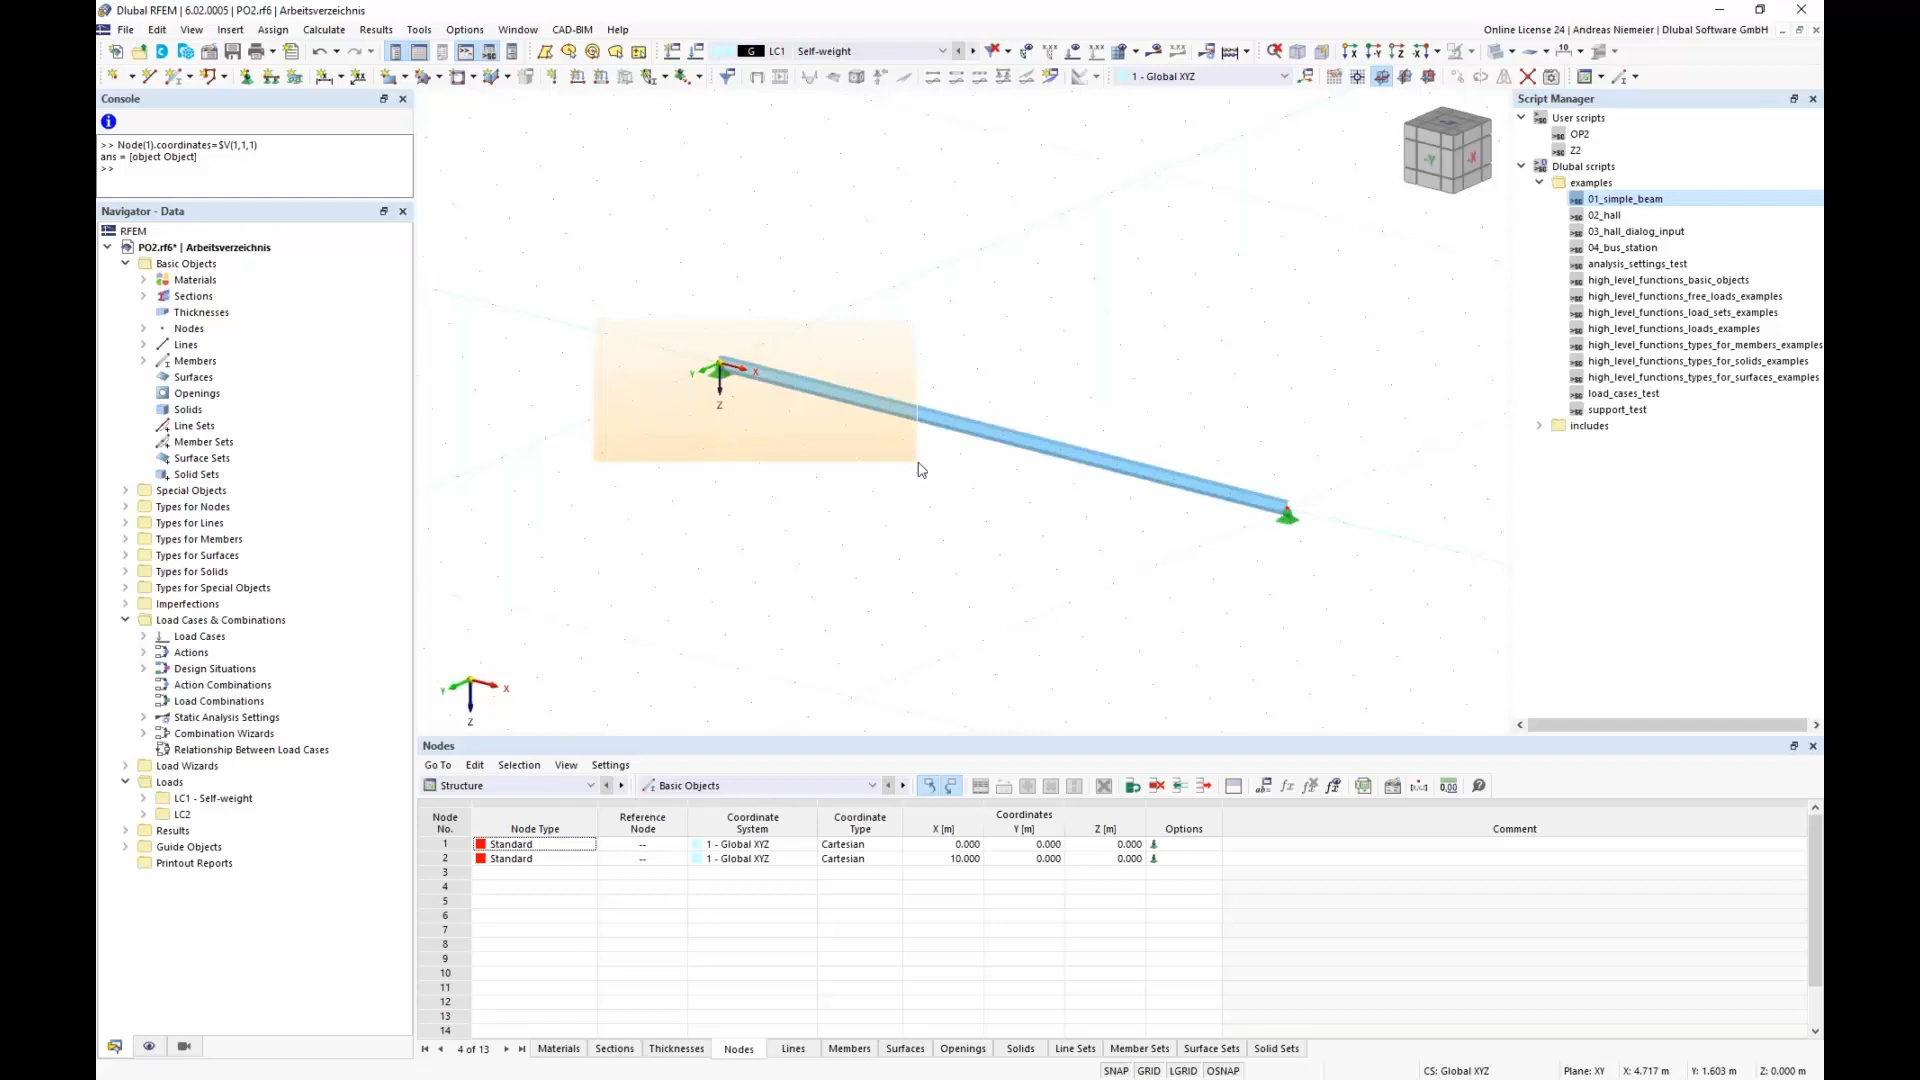 Dlubal RFEM | 6.02.0005 | PO2.rf6 | Arbeitsverzeichnis
File Edit View Insert Assign Calculate Results Tools Options Window CAD-BIM Help
Online License 24 | Andreas Niemeier | Dlubal Software GmbH
G LC1 Self-weight
1 - Global XYZ
Console
>> Node(1).coordinates=$V(1,1,1)
ans = [object Object]
>>
Navigator - Data
RFEM
PO2.rf6* | Arbeitsverzeichnis
Basic Objects
Materials
Sections
Thicknesses
Nodes
Lines
Members
Surfaces
Openings
Solids
Line Sets
Member Sets
Surface Sets
Solid Sets
Special Objects
Types for Nodes
Types for Lines
Types for Members
Types for Surfaces
Types for Solids
Types for Special Objects
Imperfections
Load Cases & Combinations
Load Cases
Actions
Design Situations
Action Combinations
Load Combinations
Static Analysis Settings
Combination Wizards
Relationship Between Load Cases
Load Wizards
Loads
LC1 - Self-weight
LC2
Results
Guide Objects
Printout Reports
Y X
Z
Y X
Z
-Y -X
Script Manager
User scripts
OP2
Z2
Dlubal scripts
examples
01_simple_beam
02_hall
03_hall_dialog_input
04_bus_station
analysis_settings_test
high_level_functions_basic_objects
high_level_functions_free_loads_examples
high_level_functions_load_sets_examples
high_level_functions_loads_examples
high_level_functions_types_for_members_examples
high_level_functions_types_for_solids_examples
high_level_functions_types_for_surfaces_examples
load_cases_test
support_test
includes
Nodes
Go To Edit Selection View Settings
Structure Basic Objects
Node Reference Coordinate Coordinate Coordinates
No. Node Type Node System Type X [m] Y [m] Z [m] Options Comment
1 Standard -- 1 - Global XYZ Cartesian 0.000 0.000 0.000
2 Standard -- 1 - Global XYZ Cartesian 10.000 0.000 0.000
3
4
5
6
7
8
9
10
11
12
13
14
4 of 13 Materials Sections Thicknesses Nodes Lines Members Surfaces Openings Solids Line Sets Member Sets Surface Sets Solid Sets
SNAP GRID LGRID OSNAP CS: Global XYZ Plane: XY X: 4.717 m Y: 1.603 m Z: 0.000 m